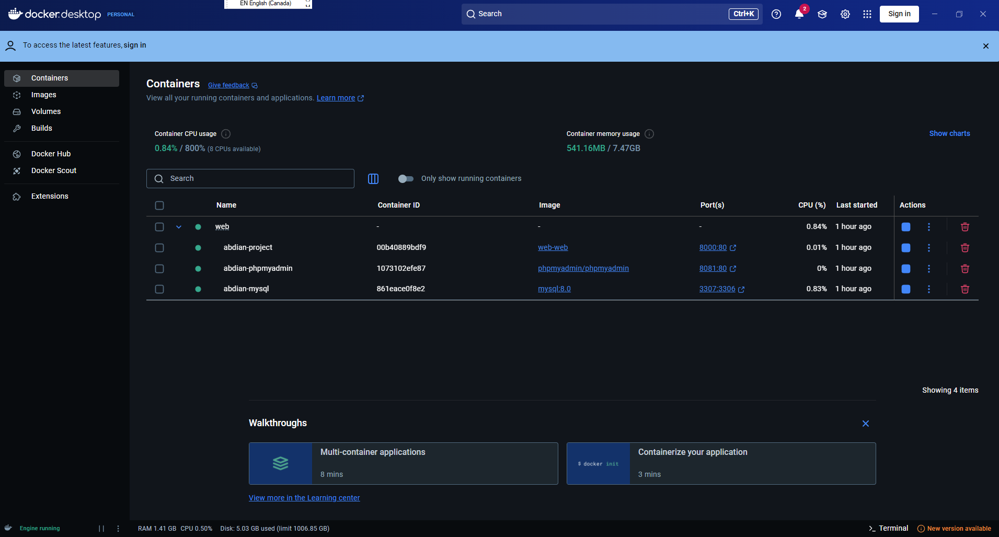 docker.desktop PERSONAL
EN English (Canada)
Search Ctrl+K
2
Sign in
To access the latest features, sign in
Containers
Images
Volumes
Builds
Docker Hub
Docker Scout
Extensions
Containers Give feedback
View all your running containers and applications. Learn more
Container CPU usage
0.84% / 800% (8 CPUs available)
Container memory usage
541.16MB / 7.47GB
Show charts
Search
Only show running containers
Name Container ID Image Port(s) CPU (%) Last started Actions
web - - - 0.84% 1 hour ago
abdian-project 00b40889bdf9 web-web 8000:80 0.01% 1 hour ago
abdian-phpmyadmin 1073102efe87 phpmyadmin/phpmyadmin 8081:80 0% 1 hour ago
abdian-mysql 861eace0f8e2 mysql:8.0 3307:3306 0.83% 1 hour ago
Showing 4 items
Walkthroughs
Multi-container applications
8 mins
$ docker init
Containerize your application
3 mins
View more in the Learning center
Engine running
RAM 1.41 GB CPU 0.50% Disk: 5.03 GB used (limit 1006.85 GB)
Terminal
New version available